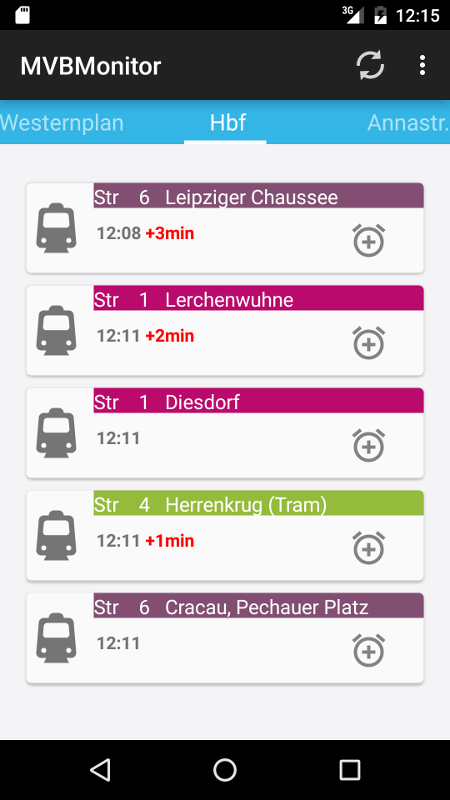 3G 12:15
MVBMonitor
Westernplan Hbf Annastr.
Str 6 Leipziger Chaussee
12:08 +3min
Str 1 Lerchenwuhne
12:11 +2min
Str 1 Diesdorf
12:11
Str 4 Herrenkrug (Tram)
12:11 +1min
Str 6 Cracau, Pechauer Platz
12:11